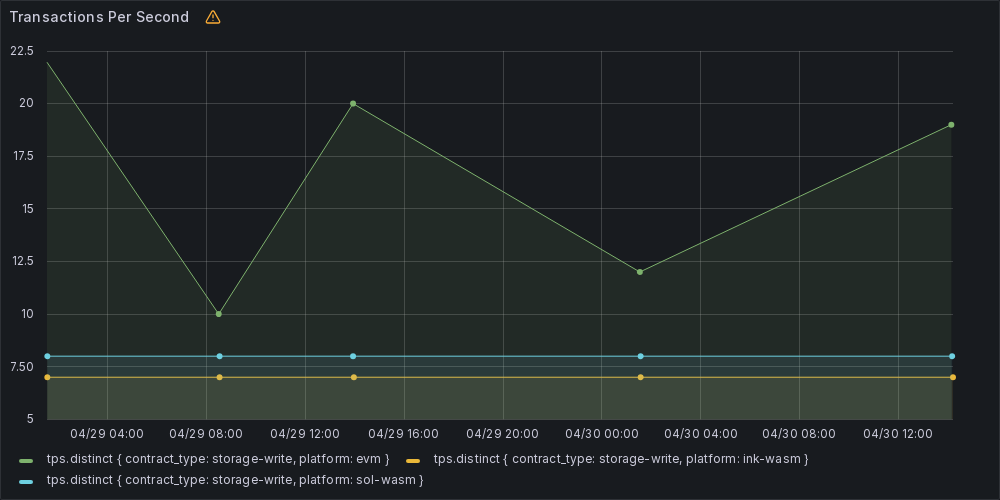 Transactions Per Second
22.5
20
17.5
15
12.5
10
7.50
5
04/29 04:00 04/29 08:00 04/29 12:00 04/29 16:00 04/29 20:00 04/30 00:00 04/30 04:00 04/30 08:00 04/30 12:00
tps.distinct { contract_type: storage-write, platform: evm } tps.distinct { contract_type: storage-write, platform: ink-wasm }
tps.distinct { contract_type: storage-write, platform: sol-wasm }